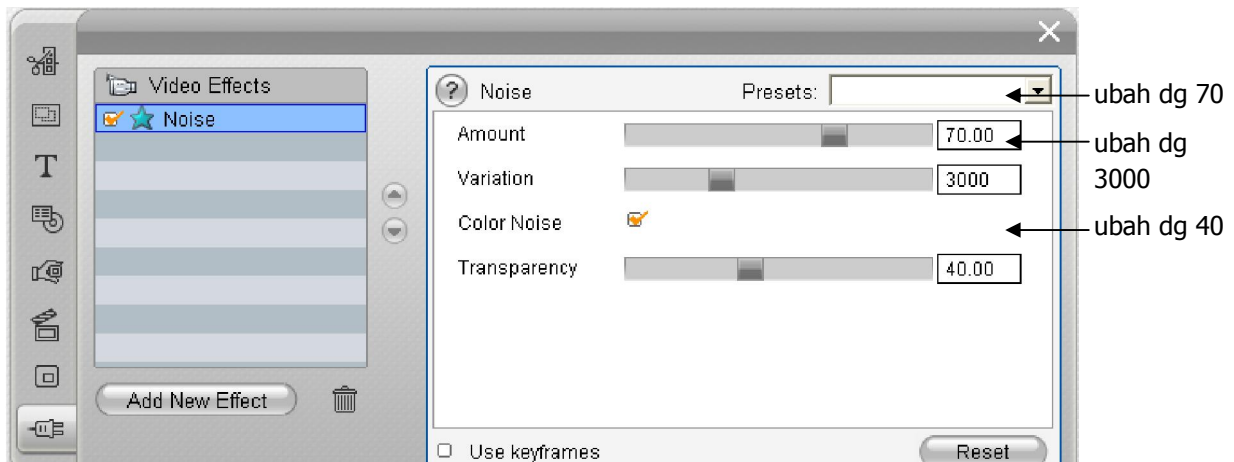 Video Effects
Noise
Add New Effect
Noise
Presets:
Amount 70.00
Variation 3000
Color Noise
Transparency 40.00
Use keyframes
Reset
ubah dg 70
ubah dg
3000
ubah dg 40